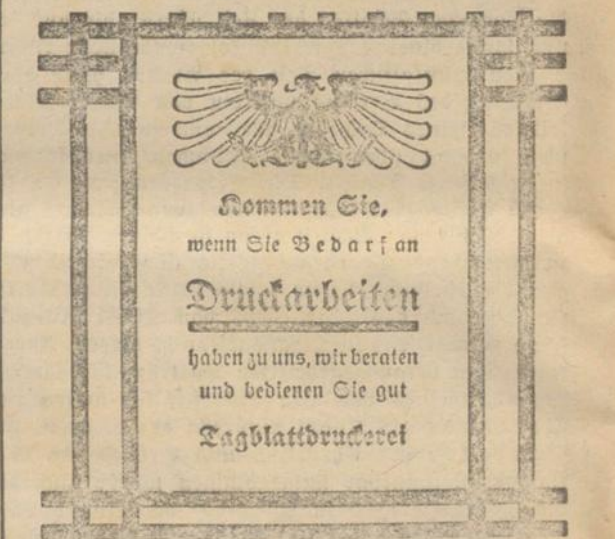 Kommen Sie,
wenn Sie Bedarf an
Druckarbeiten
haben zu uns, wir beraten
und bedienen Sie gut
Tagblattdruckerei